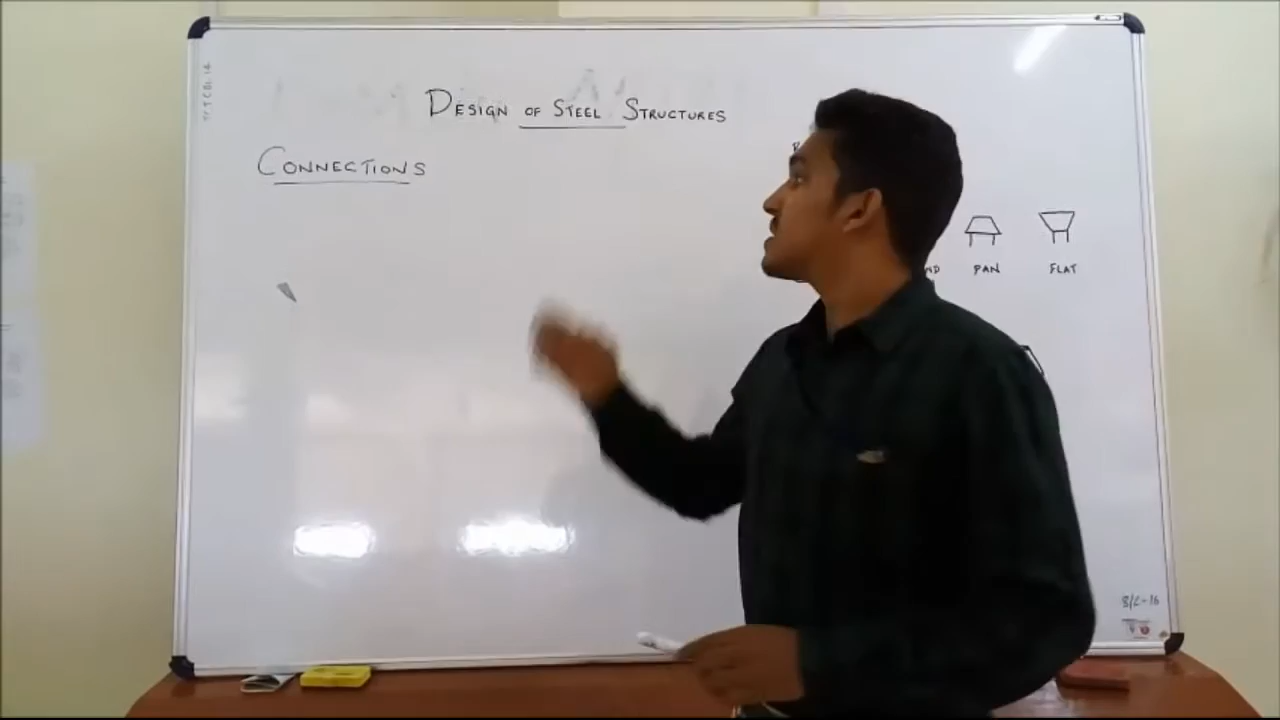 DESIGN OF STEEL STRUCTURES
CONNECTIONS
PAN FLAT